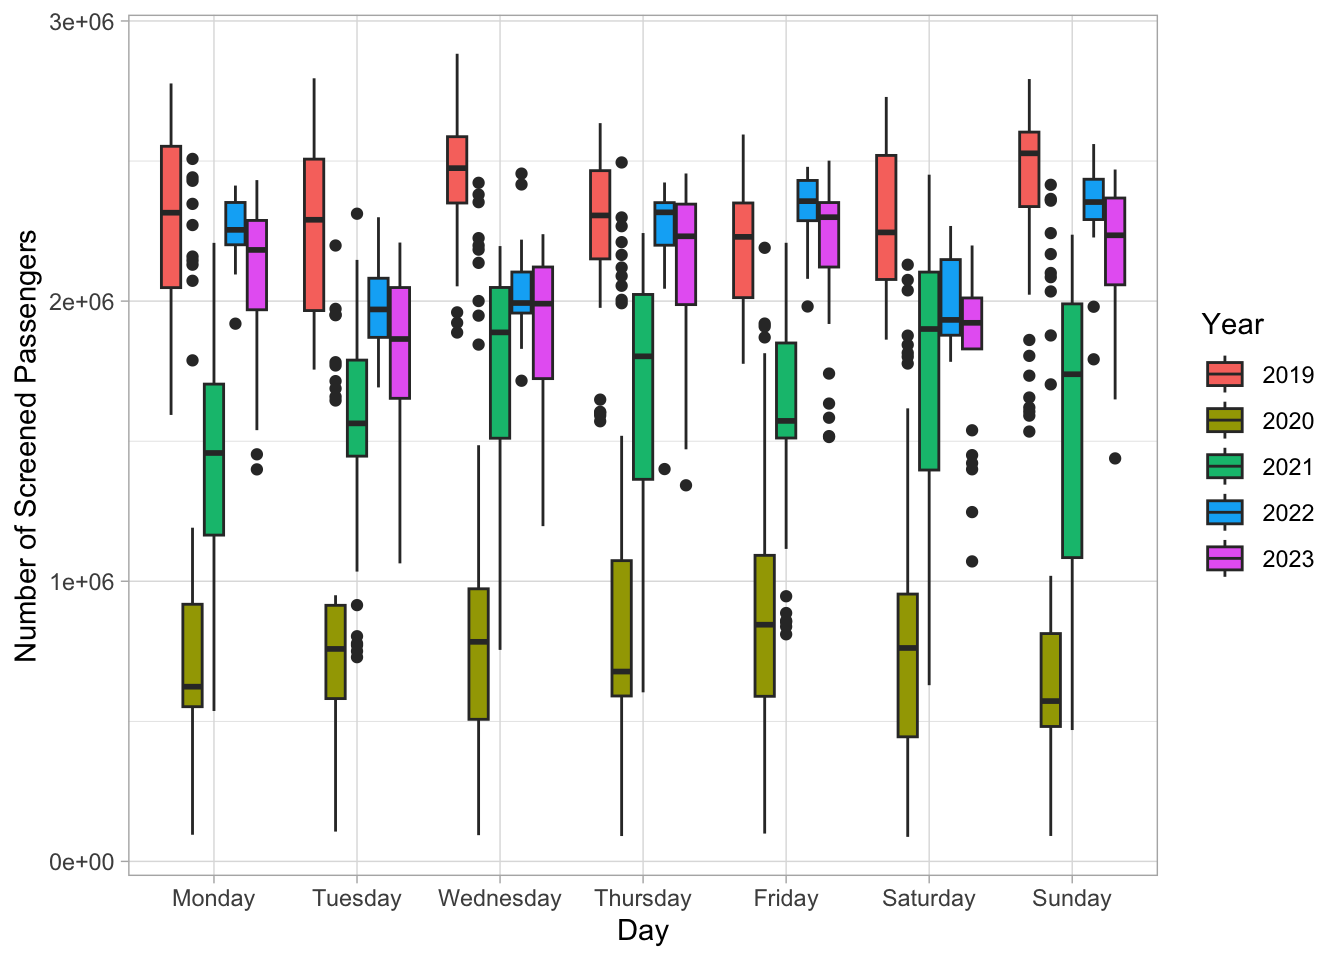 Number of Screened Passengers
3e+06
2e+06
1e+06
0e+00
Monday Tuesday Wednesday Thursday Friday Saturday Sunday
Day
Year
2019
2020
2021
2022
2023